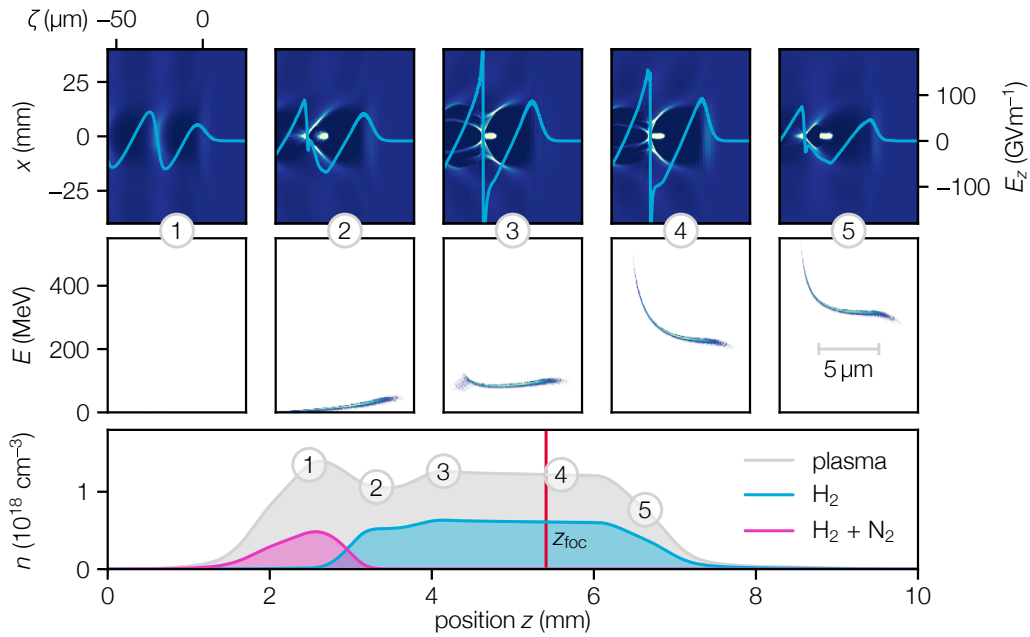 ζ (µm) −50 0
x (mm)
25
0
−25
100
0
−100
E_z (GVm⁻¹)
1 2 3 4 5
E (MeV)
400
200
0
5 µm
n (10¹⁸ cm⁻³)
1
0
1
2
3
4
5
z_foc
plasma
H₂
H₂ + N₂
0 2 4 6 8 10
position z (mm)